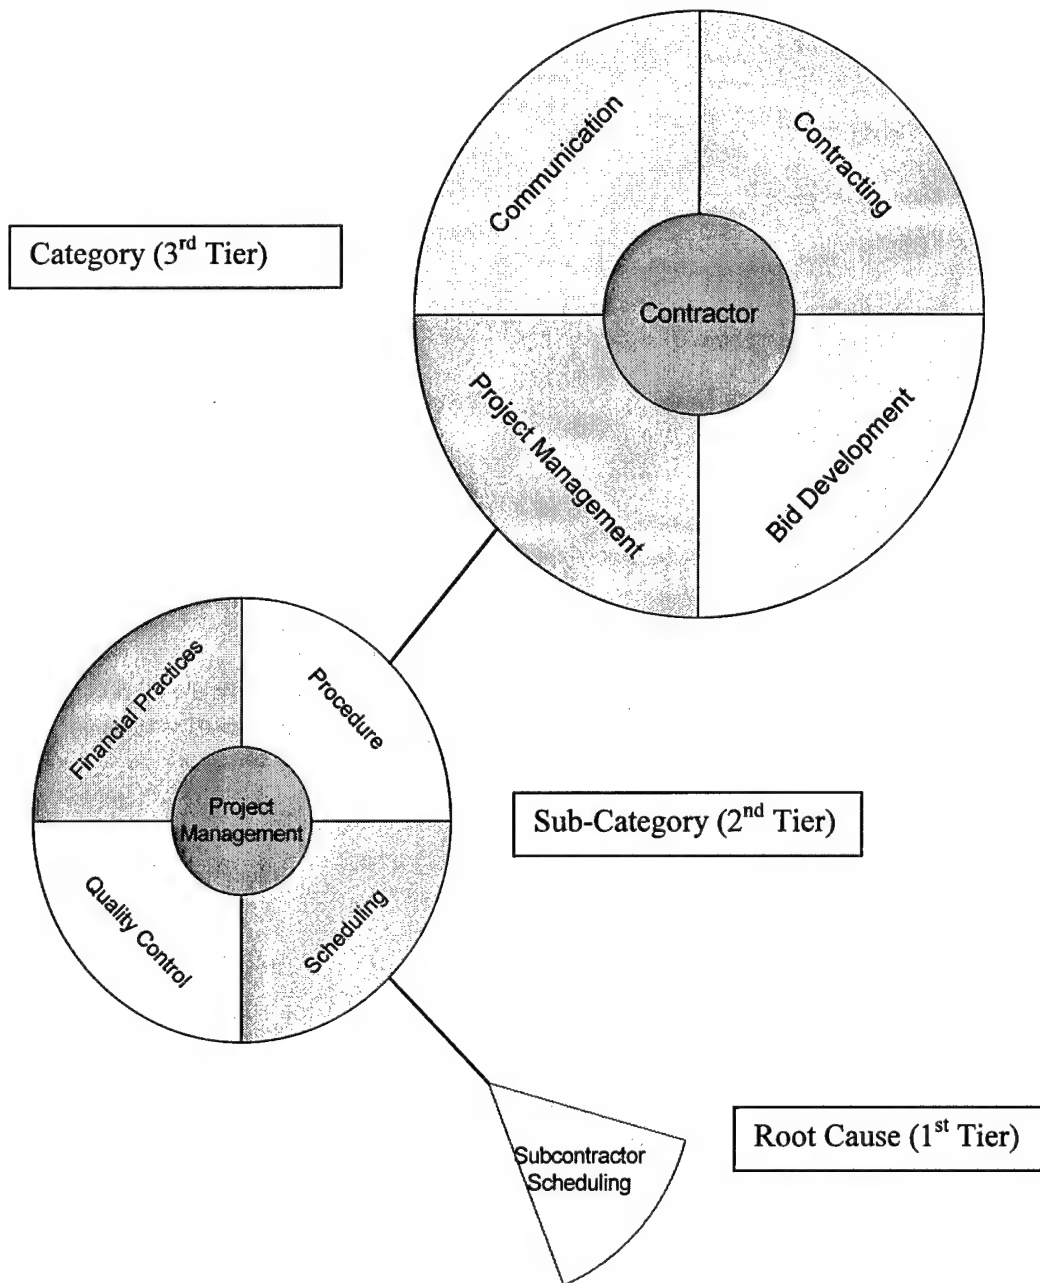 Communication
Contracting
Category (3rd Tier)
Contractor
Project Management
Bid Development
Financial Practices
Procedure
Project
Management
Sub-Category (2nd Tier)
Quality Control
Scheduling
Root Cause (1st Tier)
Subcontractor
Scheduling